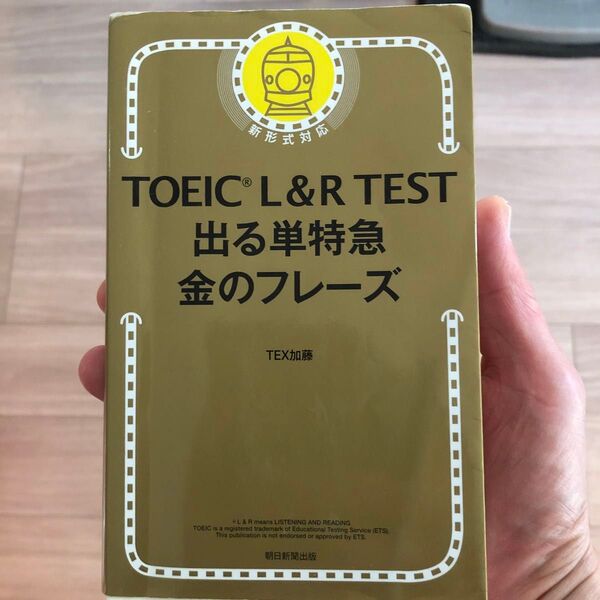 新形式対応
TOEIC® L&R TEST
出る単特急
金のフレーズ
TEX加藤
※L & R means LISTENING AND READING.
TOEIC is a registered trademark of Educational Testing Service (ETS).
This publication is not endorsed or approved by ETS.
朝日新聞出版